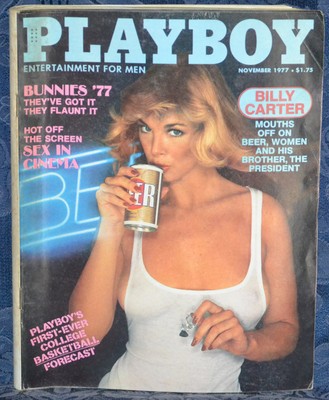 PLAYBOY
ENTERTAINMENT FOR MEN
NOVEMBER 1977 • $1.75
BUNNIES '77
THEY'VE GOT IT
THEY FLAUNT IT
HOT OFF
THE SCREEN
SEX IN
CINEMA
BILLY
CARTER
MOUTHS
OFF ON
BEER, WOMEN
AND HIS
BROTHER, THE
PRESIDENT
BE
ER
PLAYBOY'S
FIRST-EVER
COLLEGE
BASKETBALL
FORECAST